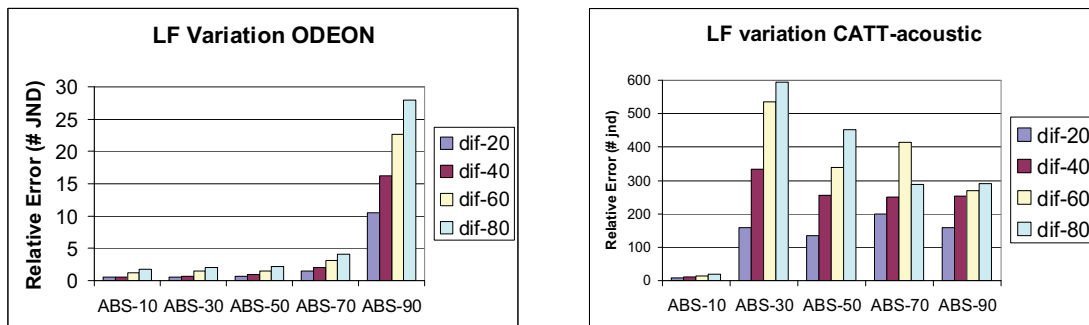 LF Variation ODEON
Relative Error (# JND)
30
25
20
15
10
5
0
ABS-10 ABS-30 ABS-50 ABS-70 ABS-90
dif-20
dif-40
dif-60
dif-80
LF variation CATT-acoustic
Relative Error (# jnd)
600
500
400
300
200
100
0
ABS-10 ABS-30 ABS-50 ABS-70 ABS-90
dif-20
dif-40
dif-60
dif-80